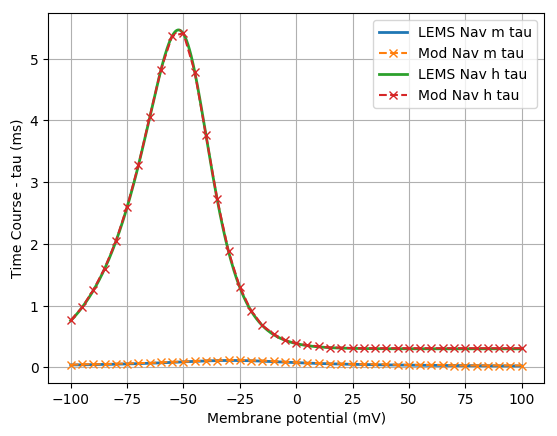 LEMS Nav m tau
Mod Nav m tau
LEMS Nav h tau
Mod Nav h tau
Time Course - tau (ms)
5
4
3
2
1
0
−100 −75 −50 −25 0 25 50 75 100
Membrane potential (mV)